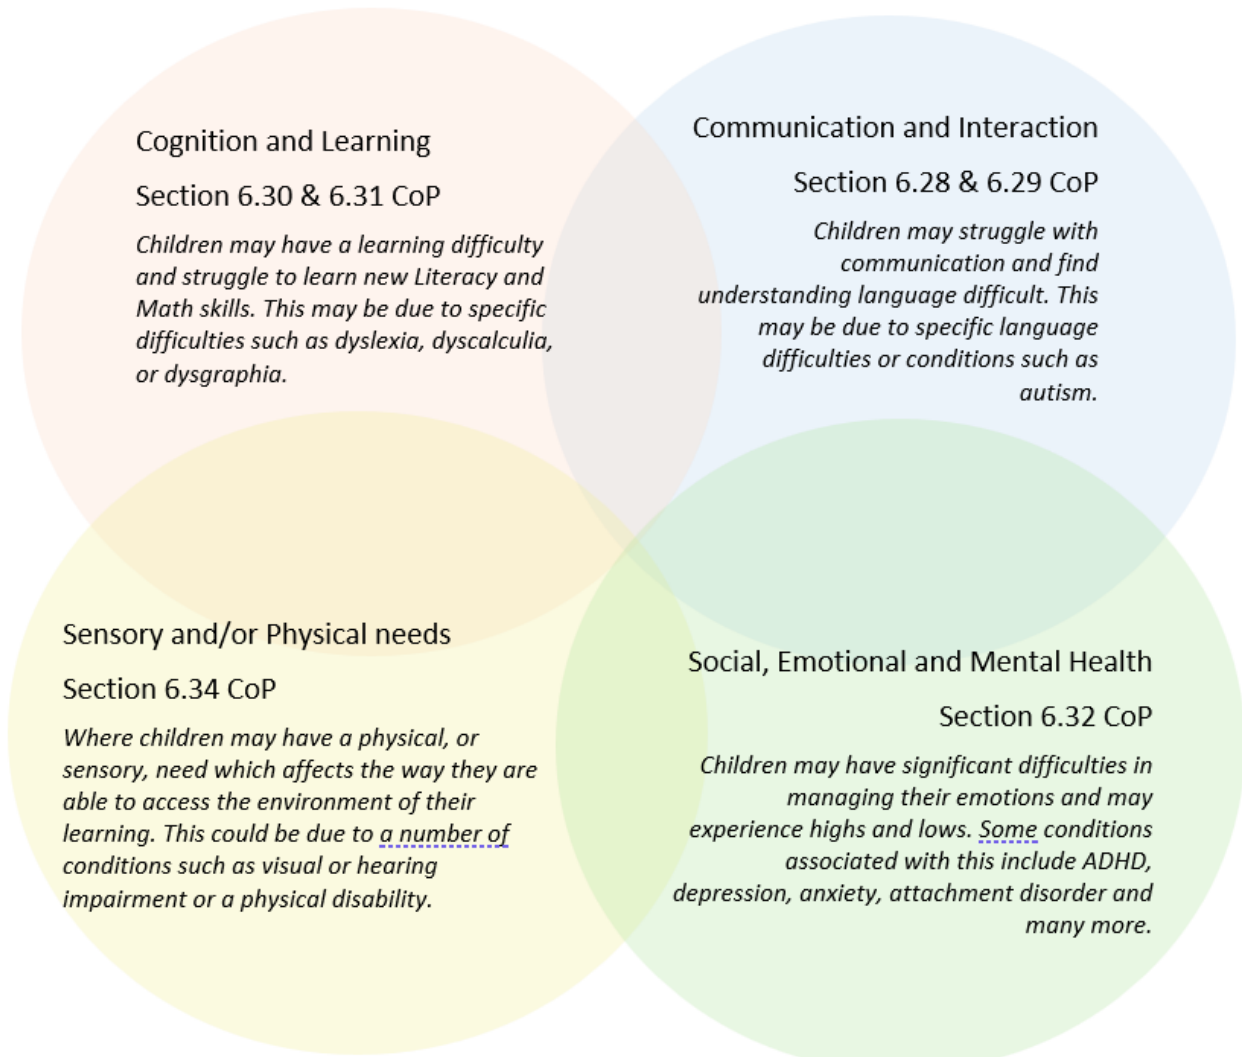 Cognition and Learning
Section 6.30 & 6.31 CoP
Children may have a learning difficulty
and struggle to learn new Literacy and
Math skills. This may be due to specific
difficulties such as dyslexia, dyscalculia,
or dysgraphia.
Communication and Interaction
Section 6.28 & 6.29 CoP
Children may struggle with
communication and find
understanding language difficult. This
may be due to specific language
difficulties or conditions such as
autism.
Sensory and/or Physical needs
Section 6.34 CoP
Where children may have a physical, or
sensory, need which affects the way they are
able to access the environment of their
learning. This could be due to a number of
conditions such as visual or hearing
impairment or a physical disability.
Social, Emotional and Mental Health
Section 6.32 CoP
Children may have significant difficulties in
managing their emotions and may
experience highs and lows. Some conditions
associated with this include ADHD,
depression, anxiety, attachment disorder and
many more.